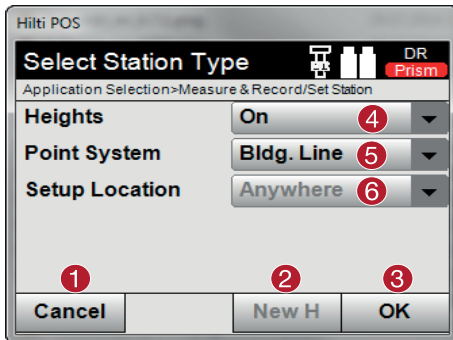 Hilti POS
Select Station Type
DR
Prism
Application Selection>Measure & Record/Set Station
Heights On 4
Point System Bldg. Line 5
Setup Location Anywhere 6
1 2 3
Cancel New H OK